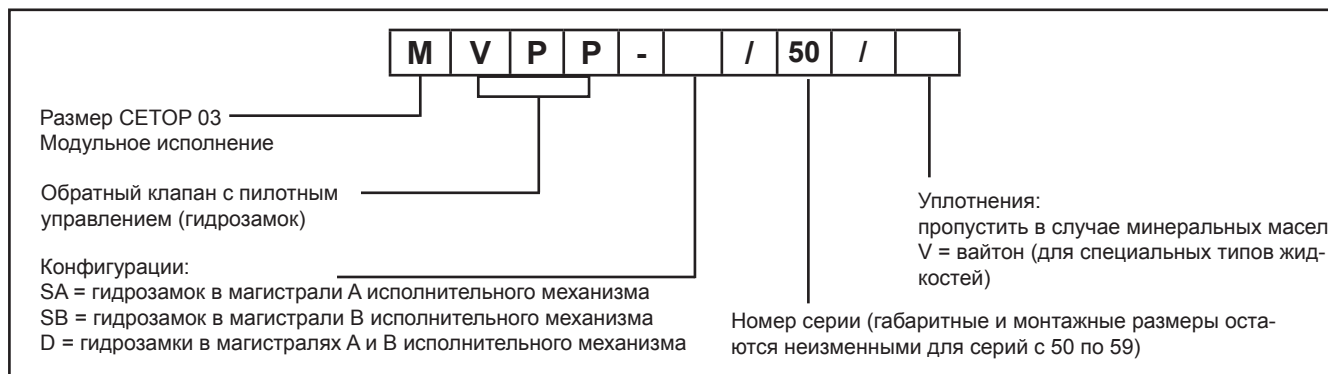 M V P P - / 50 /
Размер CETOP 03
Модульное исполнение
Обратный клапан с пилотным
управлением (гидрозамок)
Конфигурации:
SA = гидрозамок в магистрали A исполнительного механизма
SB = гидрозамок в магистрали B исполнительного механизма
D = гидрозамки в магистралях A и B исполнительного механизма
Уплотнения:
пропустить в случае минеральных масел
V = вайтон (для специальных типов жид-
костей)
Номер серии (габаритные и монтажные размеры оста-
ются неизменными для серий с 50 по 59)